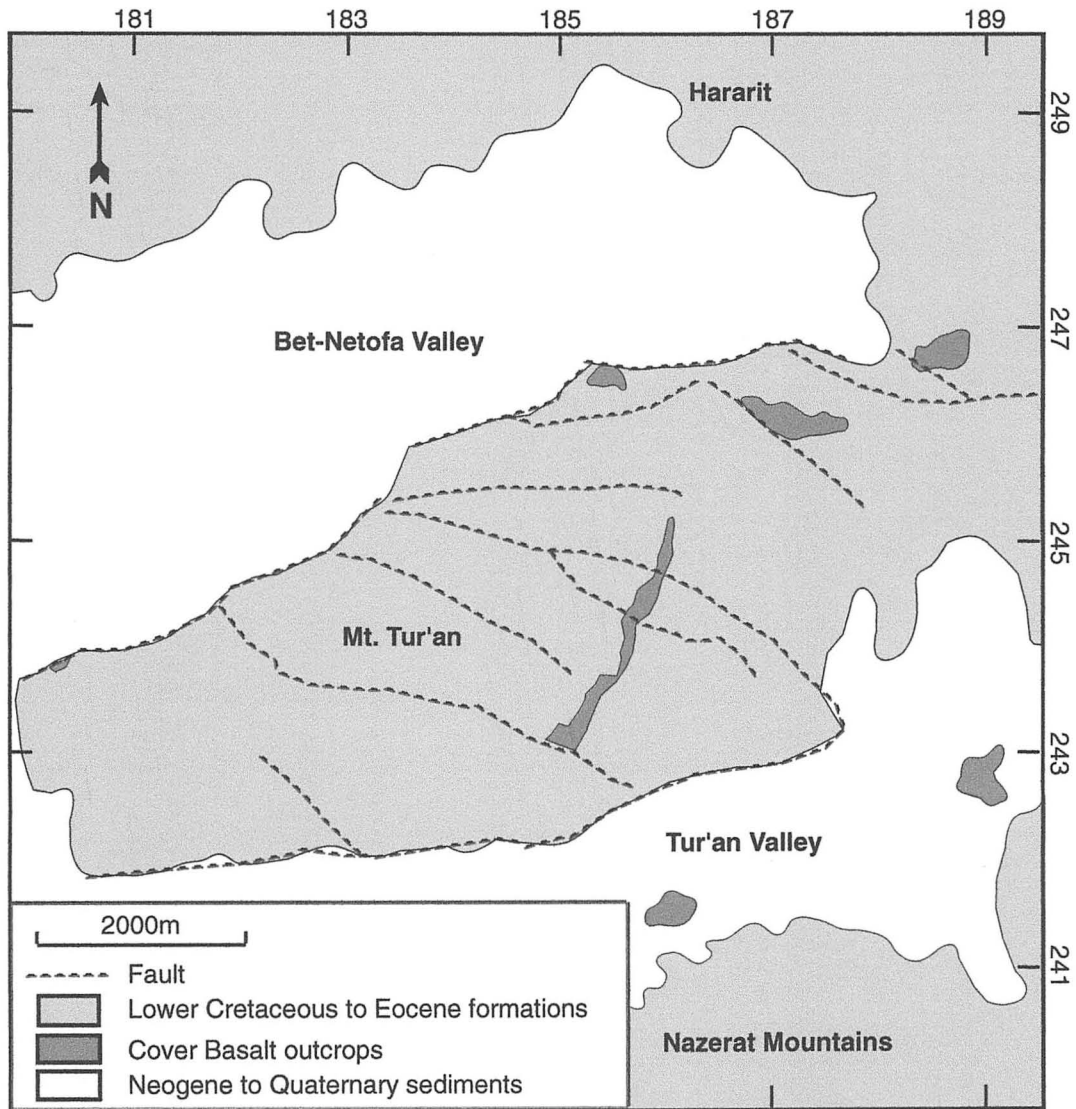 181 183 185 187 189
Hararit
249
N
Bet-Netofa Valley
247
245
Mt. Tur'an
243
Tur'an Valley
2000m
241
Fault
Lower Cretaceous to Eocene formations
Nazerat Mountains
Cover Basalt outcrops
Neogene to Quaternary sediments